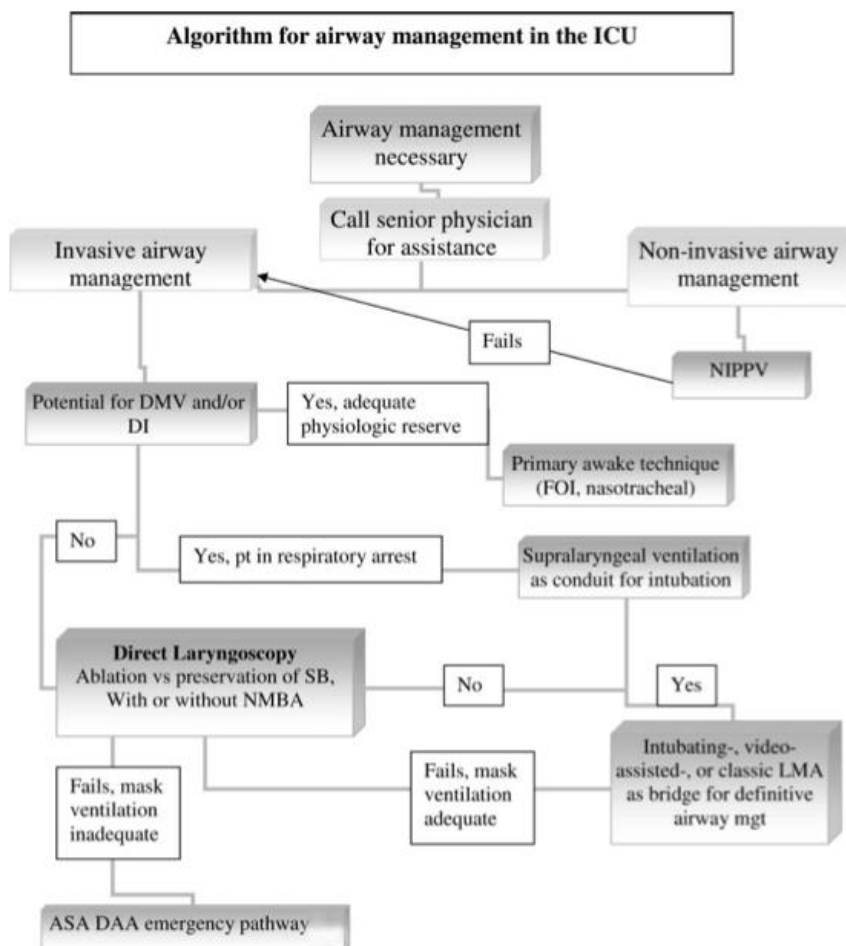 Algorithm for airway management in the ICU
Airway management
necessary
Call senior physician
for assistance
Invasive airway
management
Non-invasive airway
management
Fails
NIPPV
Potential for DMV and/or
DI
Yes, adequate
physiologic reserve
Primary awake technique
(FOI, nasotracheal)
No
Yes, pt in respiratory arrest
Supralaryngeal ventilation
as conduit for intubation
Direct Laryngoscopy
Ablation vs preservation of SB,
With or without NMBA
No
Yes
Intubating-, video-
assisted-, or classic LMA
as bridge for definitive
airway mgt
Fails, mask
ventilation
inadequate
Fails, mask
ventilation
adequate
ASA DAA emergency pathway